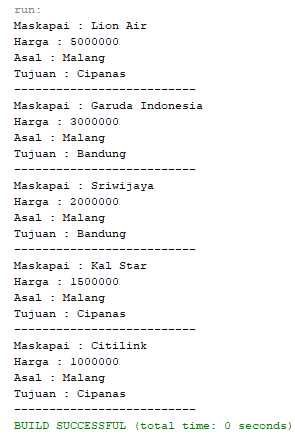 run:
Maskapai : Lion Air
Harga : 5000000
Asal : Malang
Tujuan : Cipanas
--------------------------
Maskapai : Garuda Indonesia
Harga : 3000000
Asal : Malang
Tujuan : Bandung
--------------------------
Maskapai : Sriwijaya
Harga : 2000000
Asal : Malang
Tujuan : Bandung
--------------------------
Maskapai : Kal Star
Harga : 1500000
Asal : Malang
Tujuan : Cipanas
--------------------------
Maskapai : Citilink
Harga : 1000000
Asal : Malang
Tujuan : Cipanas
--------------------------
BUILD SUCCESSFUL (total time: 0 seconds)